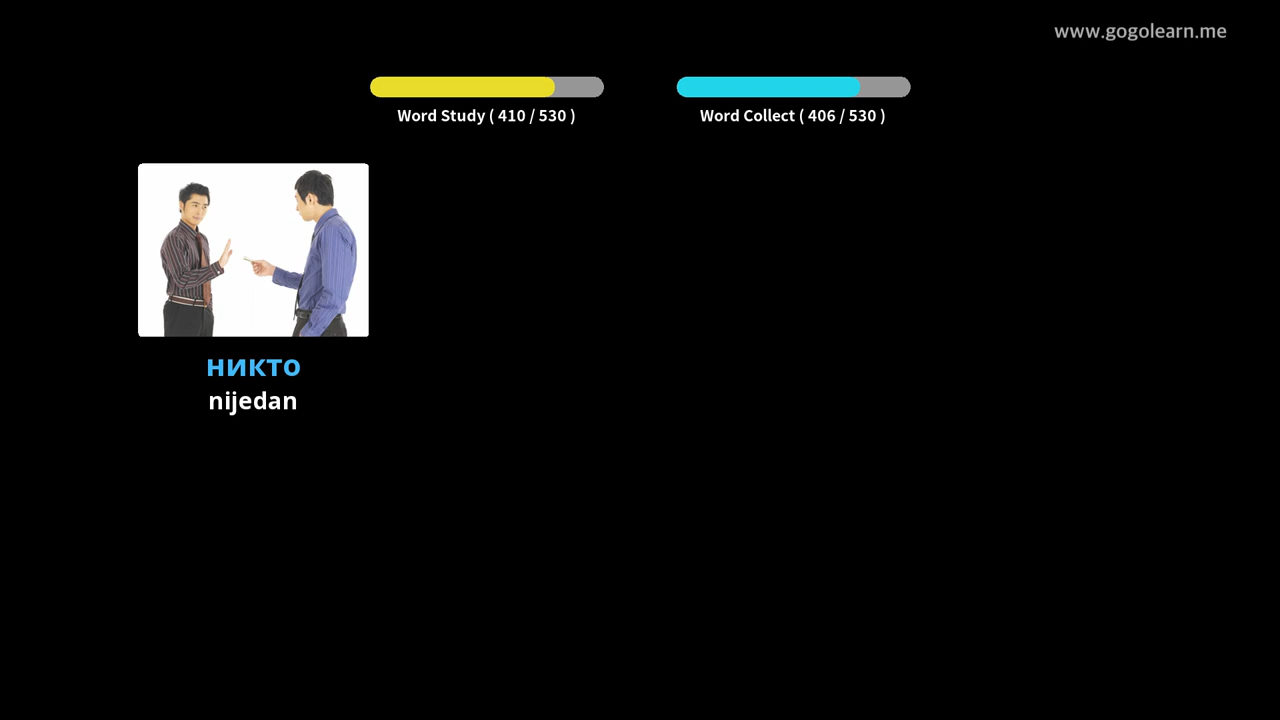 www.gogolearn.me
Word Study ( 410 / 530 )
Word Collect ( 406 / 530 )
никто
nijedan